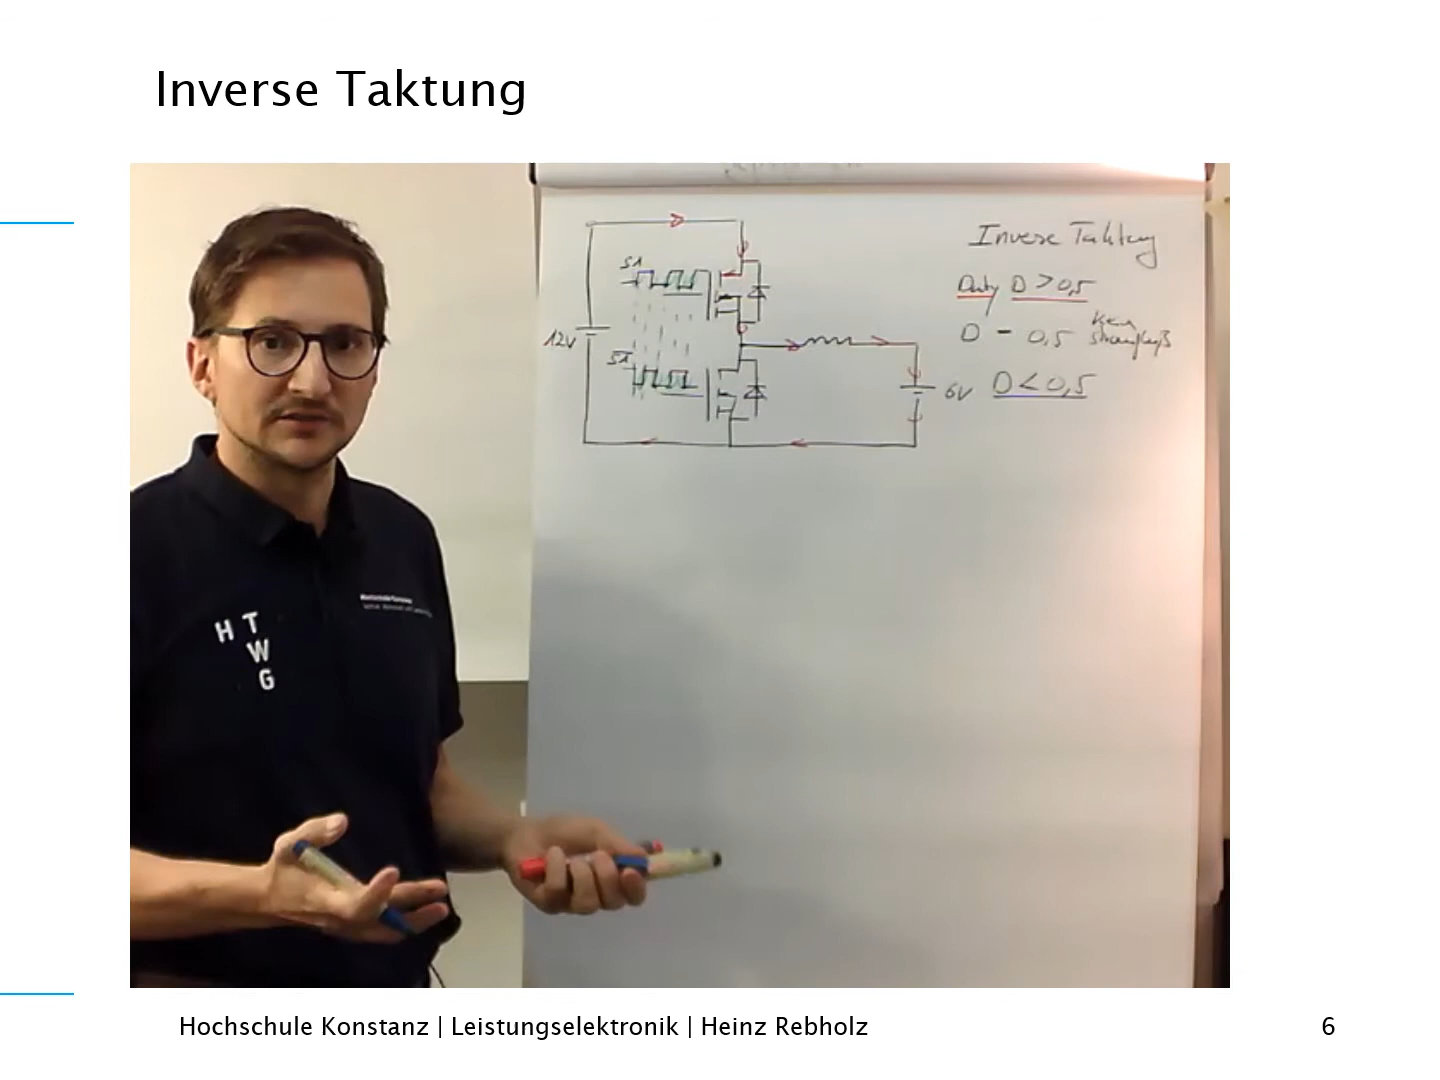 Inverse Taktung
Inverse Taktung
Duty D > 0,5
D = 0,5 Kein
Stromfluß
D < 0,5
S1
12V
S1
6V
H T
W
G
Hochschule Konstanz | Leistungselektronik | Heinz Rebholz
6